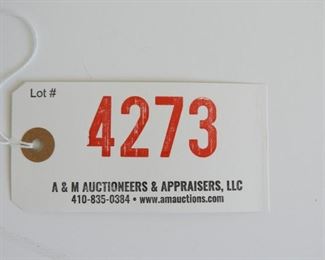 Lot #
4273
A & M AUCTIONEERS & APPRAISERS, LLC
410-835-0384 • www.amauctions.com